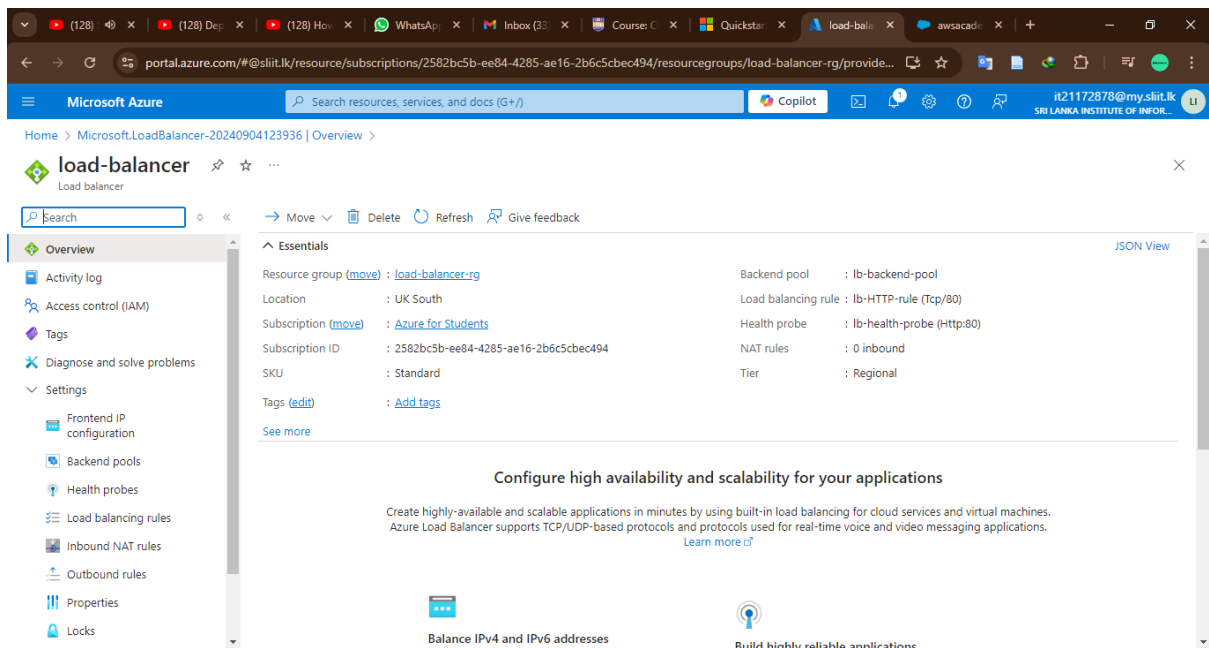 (128)
(128) Dep
(128) How
WhatsApp
Inbox (33)
Course: C
Quickstar
load-bala
awsacade
portal.azure.com/#@sliit.lk/resource/subscriptions/2582bc5b-ee84-4285-ae16-2b6c5cbec494/resourcegroups/load-balancer-rg/provide...
Microsoft Azure
Search resources, services, and docs (G+/)
Copilot
1
it21172878@my.sliit.lk
SRI LANKA INSTITUTE OF INFOR...
LI
Home > Microsoft.LoadBalancer-20240904123936 | Overview >
load-balancer
Load balancer
Search
Move
Delete
Refresh
Give feedback
Overview
Activity log
Access control (IAM)
Tags
Diagnose and solve problems
Settings
Frontend IP
configuration
Backend pools
Health probes
Load balancing rules
Inbound NAT rules
Outbound rules
Properties
Locks
Essentials
JSON View
Resource group (move) : load-balancer-rg
Location : UK South
Subscription (move) : Azure for Students
Subscription ID : 2582bc5b-ee84-4285-ae16-2b6c5cbec494
SKU : Standard
Tags (edit) : Add tags
See more
Backend pool : lb-backend-pool
Load balancing rule : lb-HTTP-rule (Tcp/80)
Health probe : lb-health-probe (Http:80)
NAT rules : 0 inbound
Tier : Regional
Configure high availability and scalability for your applications
Create highly-available and scalable applications in minutes by using built-in load balancing for cloud services and virtual machines.
Azure Load Balancer supports TCP/UDP-based protocols and protocols used for real-time voice and video messaging applications.
Learn more
Balance IPv4 and IPv6 addresses
Build highly reliable applications